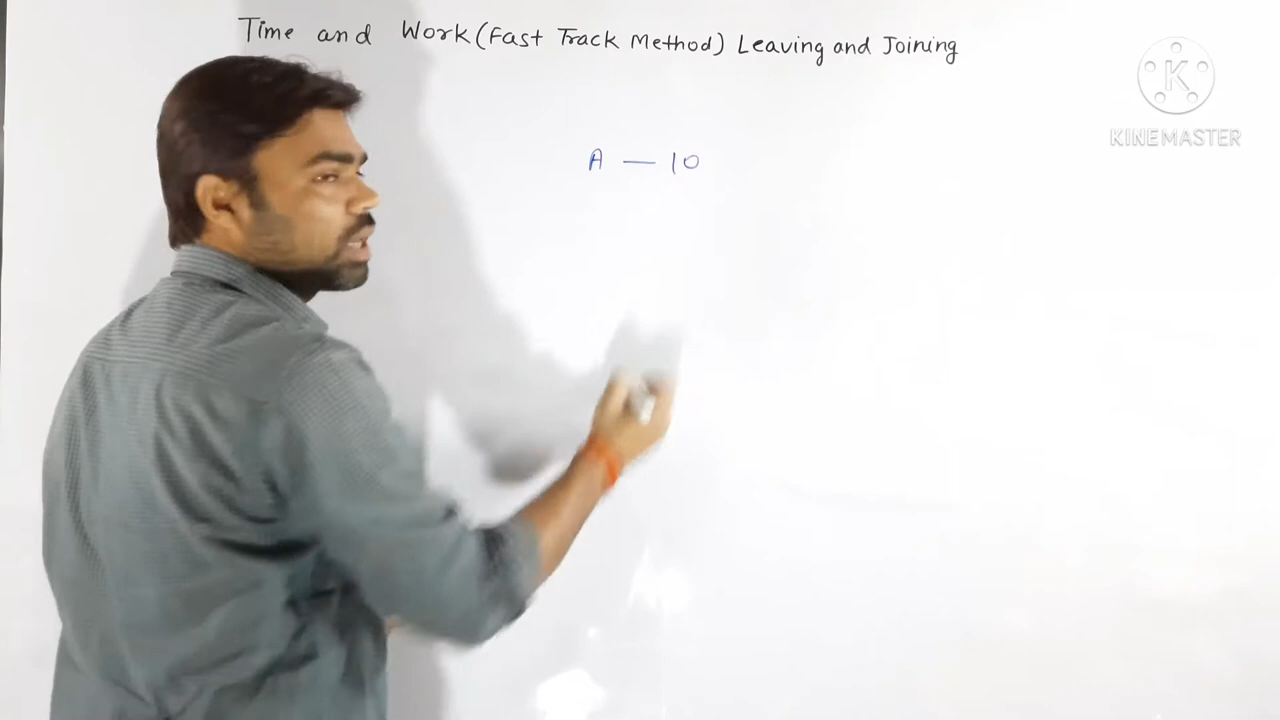 Time and Work (Fast Track Method) Leaving and Joining
A — 10
K
KINEMASTER